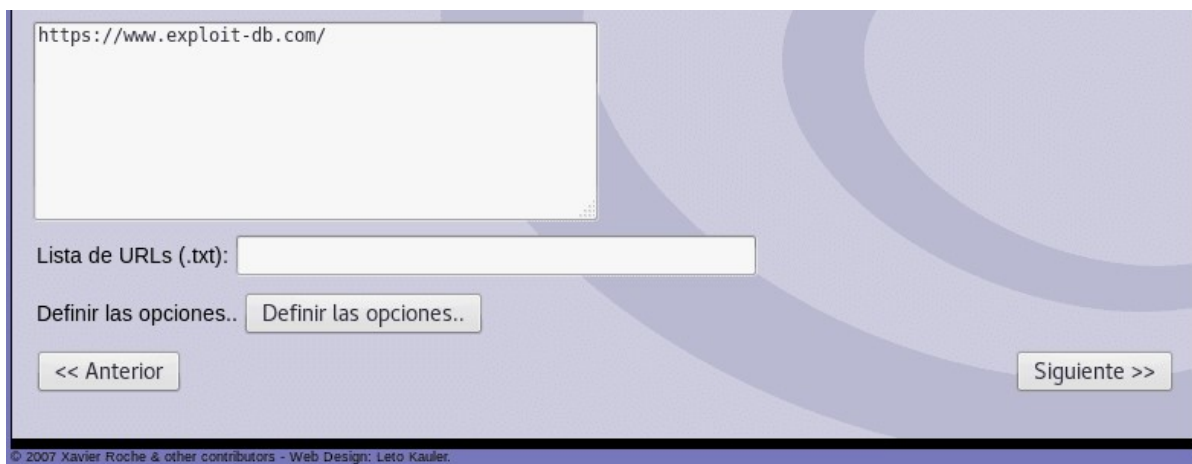 https://www.exploit-db.com/
Lista de URLs (.txt):
Definir las opciones.. Definir las opciones..
<< Anterior Siguiente >>
© 2007 Xavier Roche & other contributors - Web Design: Leto Kauler.